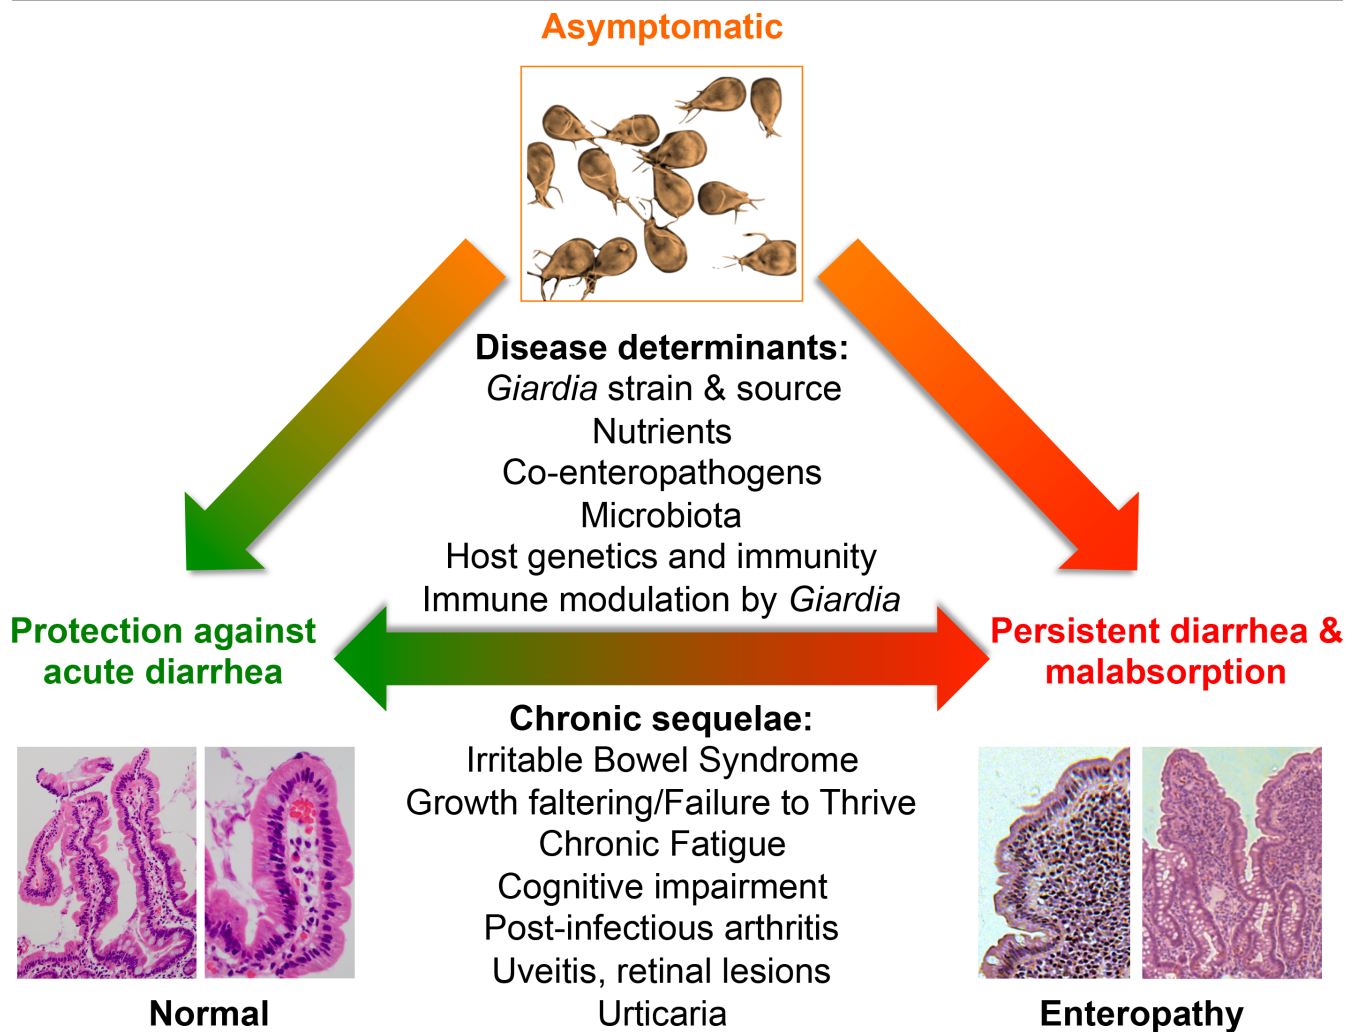 Asymptomatic
Disease determinants:
Giardia strain & source
Nutrients
Co-enteropathogens
Microbiota
Host genetics and immunity
Immune modulation by Giardia
Protection against
acute diarrhea
Persistent diarrhea &
malabsorption
Chronic sequelae:
Irritable Bowel Syndrome
Growth faltering/Failure to Thrive
Chronic Fatigue
Cognitive impairment
Post-infectious arthritis
Uveitis, retinal lesions
Urticaria
Normal
Enteropathy